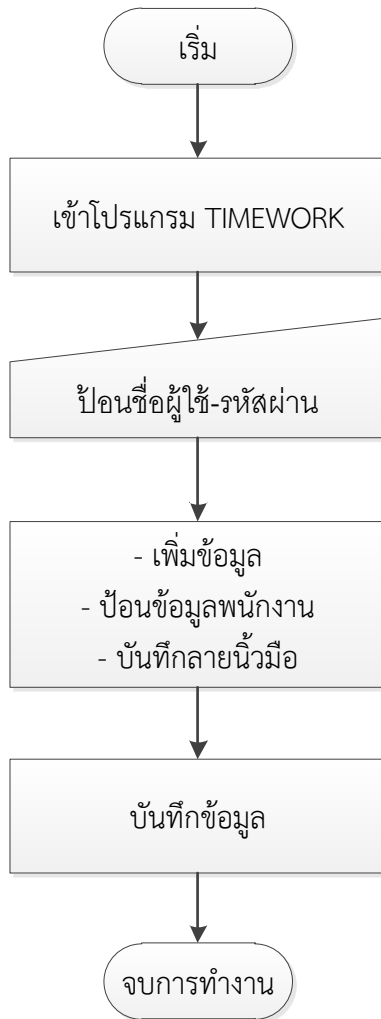 เริ่ม
เข้าโปรแกรม TIMEWORK
ป้อนชื่อผู้ใช้-รหัสผ่าน
- เพิ่มข้อมูล
- ป้อนข้อมูลพนักงาน
- บันทึกลายนิ้วมือ
บันทึกข้อมูล
จบการทำงาน